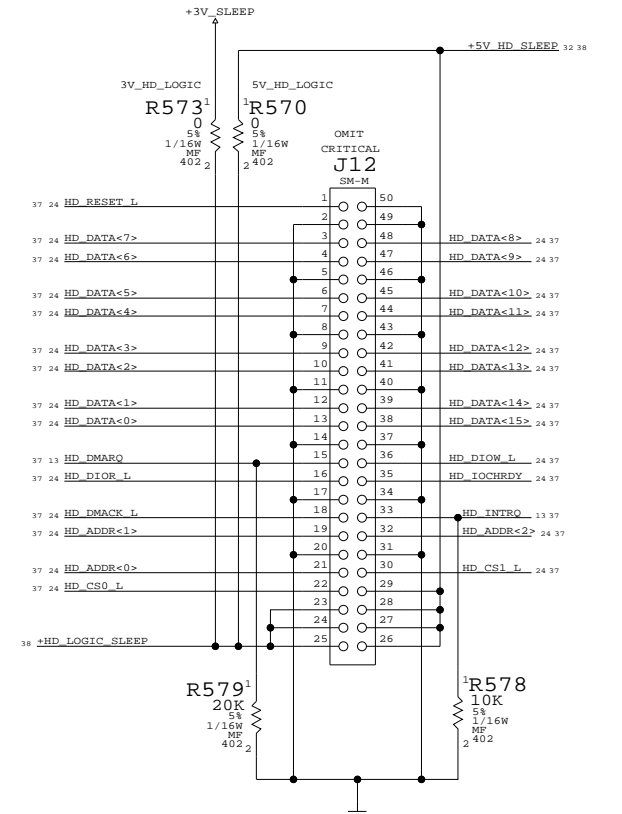 +3V_SLEEP
+5V_HD_SLEEP 32 38
3V_HD_LOGIC 5V_HD_LOGIC
R573 1
0
5%
1/16W
MF
402 2
1 R570
0
5%
1/16W
MF
2 402
OMIT
CRITICAL
J12
SM-M
37 24 HD_RESET_L 1 50
2 49
37 24 HD_DATA<7> 3 48 HD_DATA<8> 24 37
37 24 HD_DATA<6> 4 47 HD_DATA<9> 24 37
5 46
37 24 HD_DATA<5> 6 45 HD_DATA<10> 24 37
37 24 HD_DATA<4> 7 44 HD_DATA<11> 24 37
8 43
37 24 HD_DATA<3> 9 42 HD_DATA<12> 24 37
37 24 HD_DATA<2> 10 41 HD_DATA<13> 24 37
11 40
37 24 HD_DATA<1> 12 39 HD_DATA<14> 24 37
37 24 HD_DATA<0> 13 38 HD_DATA<15> 24 37
14 37
37 13 HD_DMARQ 15 36 HD_DIOW_L 24 37
37 24 HD_DIOR_L 16 35 HD_IOCHRDY 24 37
17 34
37 24 HD_DMACK_L 18 33 HD_INTRQ 13 37
37 24 HD_ADDR<1> 19 32 HD_ADDR<2> 24 37
20 31
37 24 HD_ADDR<0> 21 30 HD_CS1_L 24 37
37 24 HD_CS0_L 22 29
23 28
24 27
38 +HD_LOGIC_SLEEP 25 26
R579 1
20K
5%
1/16W
MF
402 2
1 R578
10K
5%
1/16W
MF
2 402